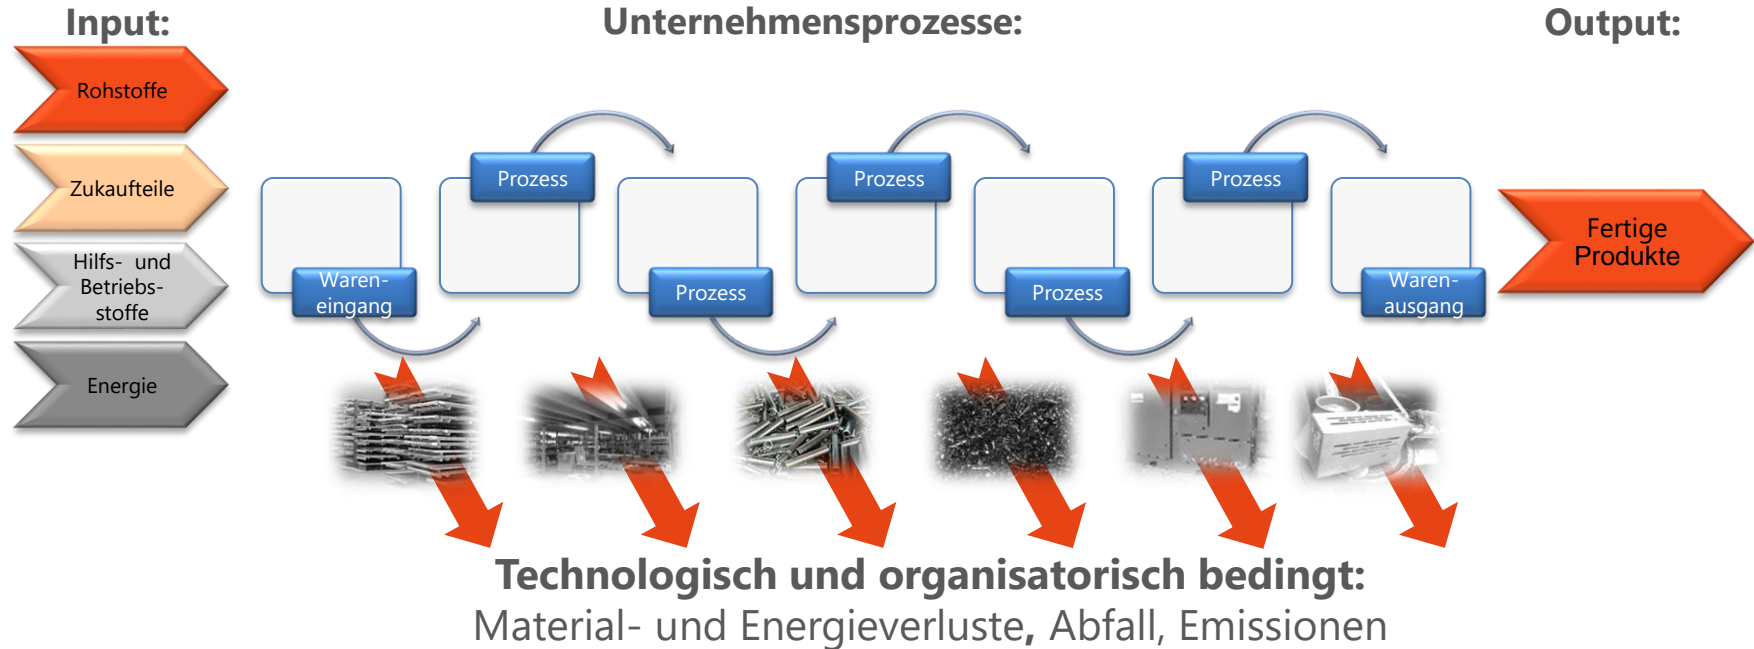 Input:
Unternehmensprozesse:
Output:
Rohstoffe
Zukaufteile
Hilfs- und
Betriebs-
stoffe
Energie
Waren-
eingang
Prozess
Prozess
Prozess
Prozess
Prozess
Waren-
ausgang
Fertige
Produkte
Technologisch und organisatorisch bedingt:
Material- und Energieverluste, Abfall, Emissionen